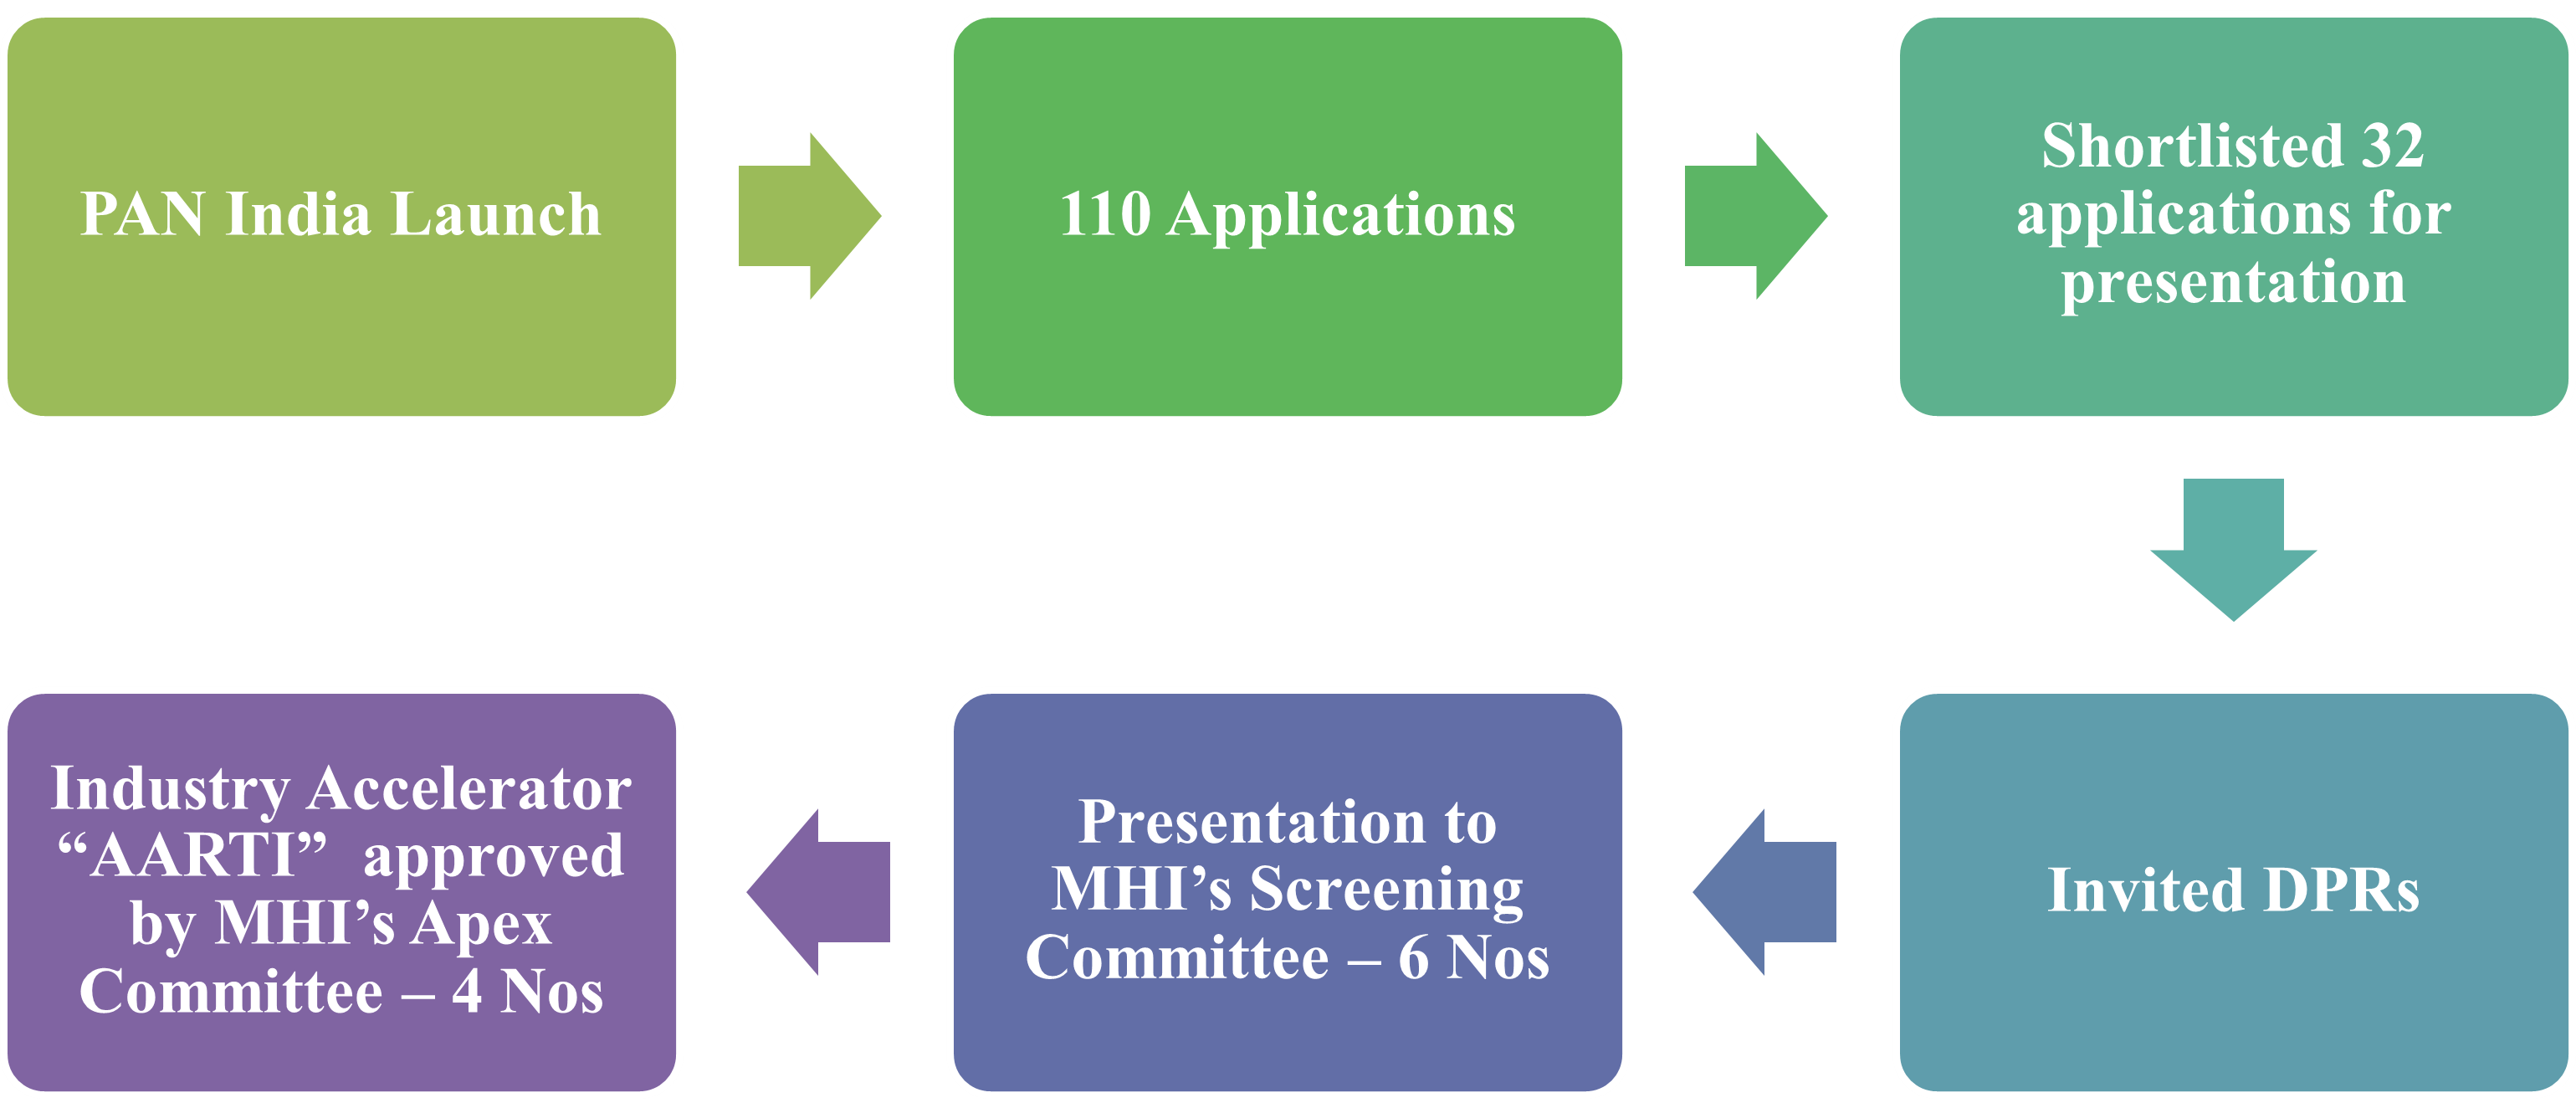 PAN India Launch
110 Applications
Shortlisted 32
applications for
presentation
Invited DPRs
Presentation to
MHI’s Screening
Committee – 6 Nos
Industry Accelerator
“AARTI” approved
by MHI’s Apex
Committee – 4 Nos